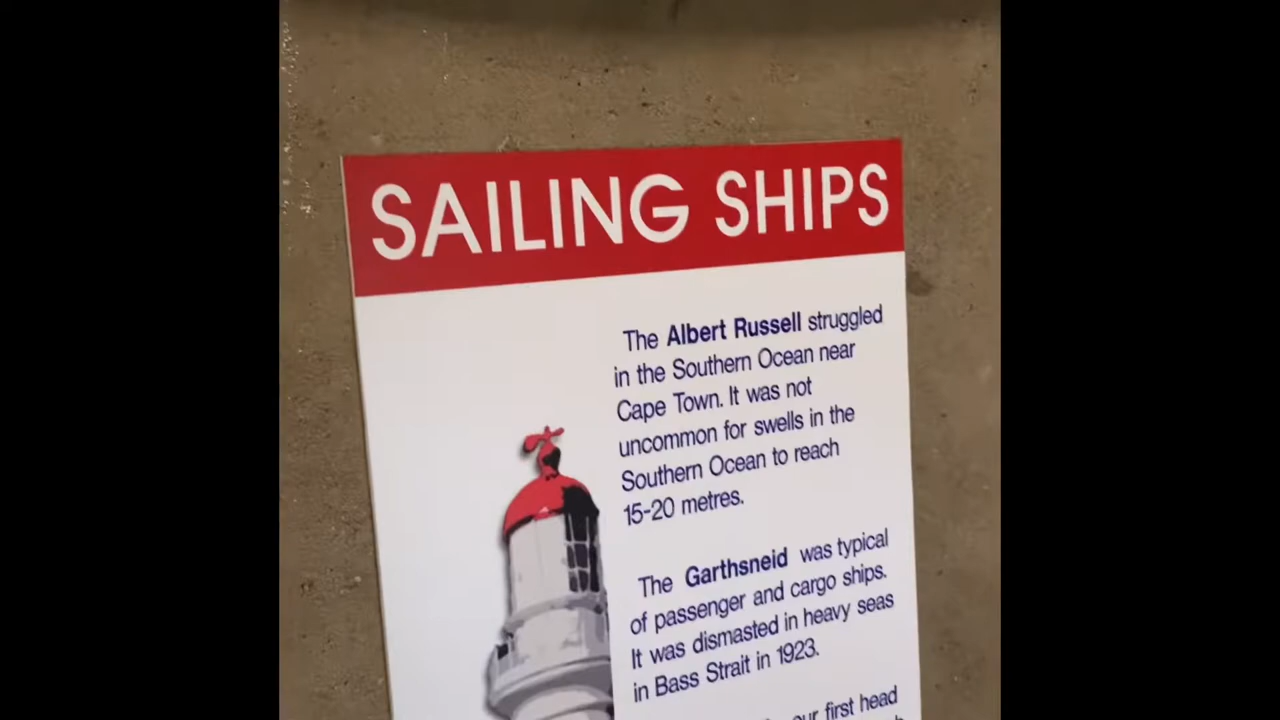 SAILING SHIPS
The Albert Russell struggled
in the Southern Ocean near
Cape Town. It was not
uncommon for swells in the
Southern Ocean to reach
15-20 metres.
The Garthsneid was typical
of passenger and cargo ships.
It was dismasted in heavy seas
in Bass Strait in 1923.
our first head